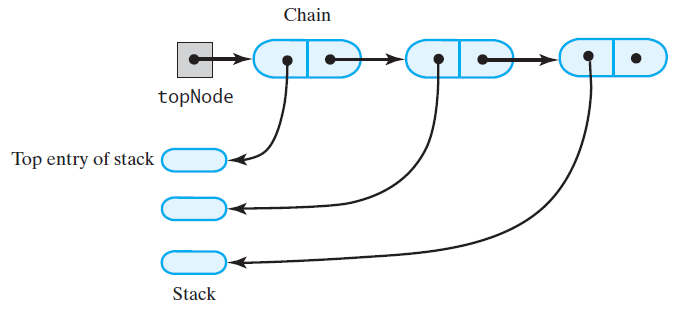 Chain
topNode
Top entry of stack
Stack